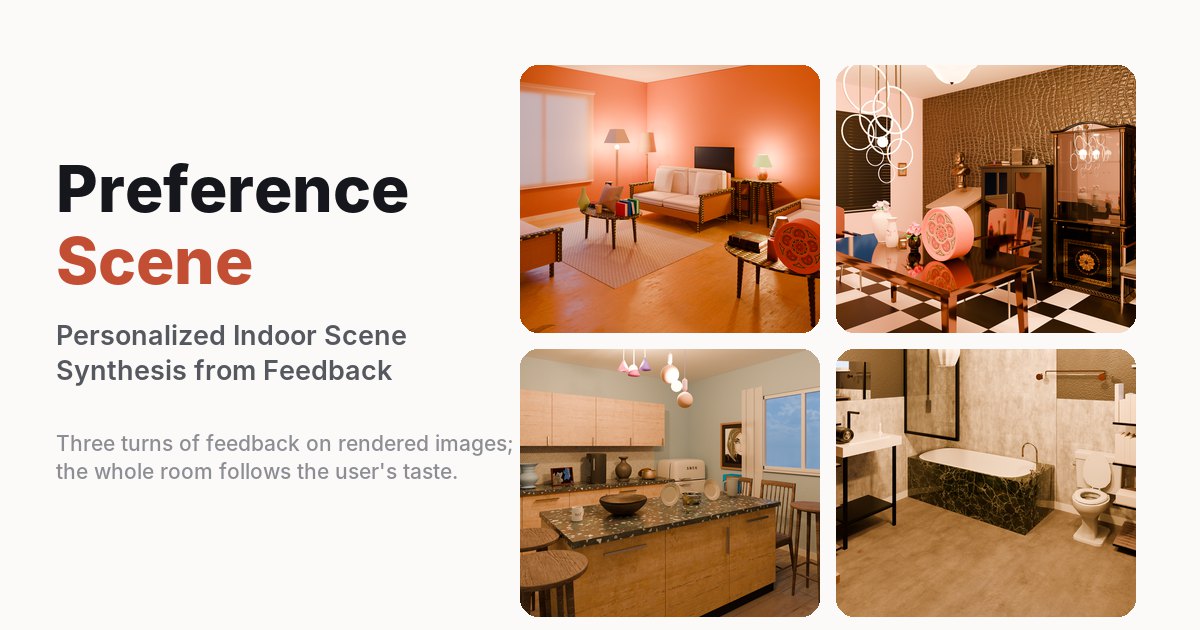 Preference
Scene
Personalized Indoor Scene
Synthesis from Feedback
Three turns of feedback on rendered images;
the whole room follows the user's taste.